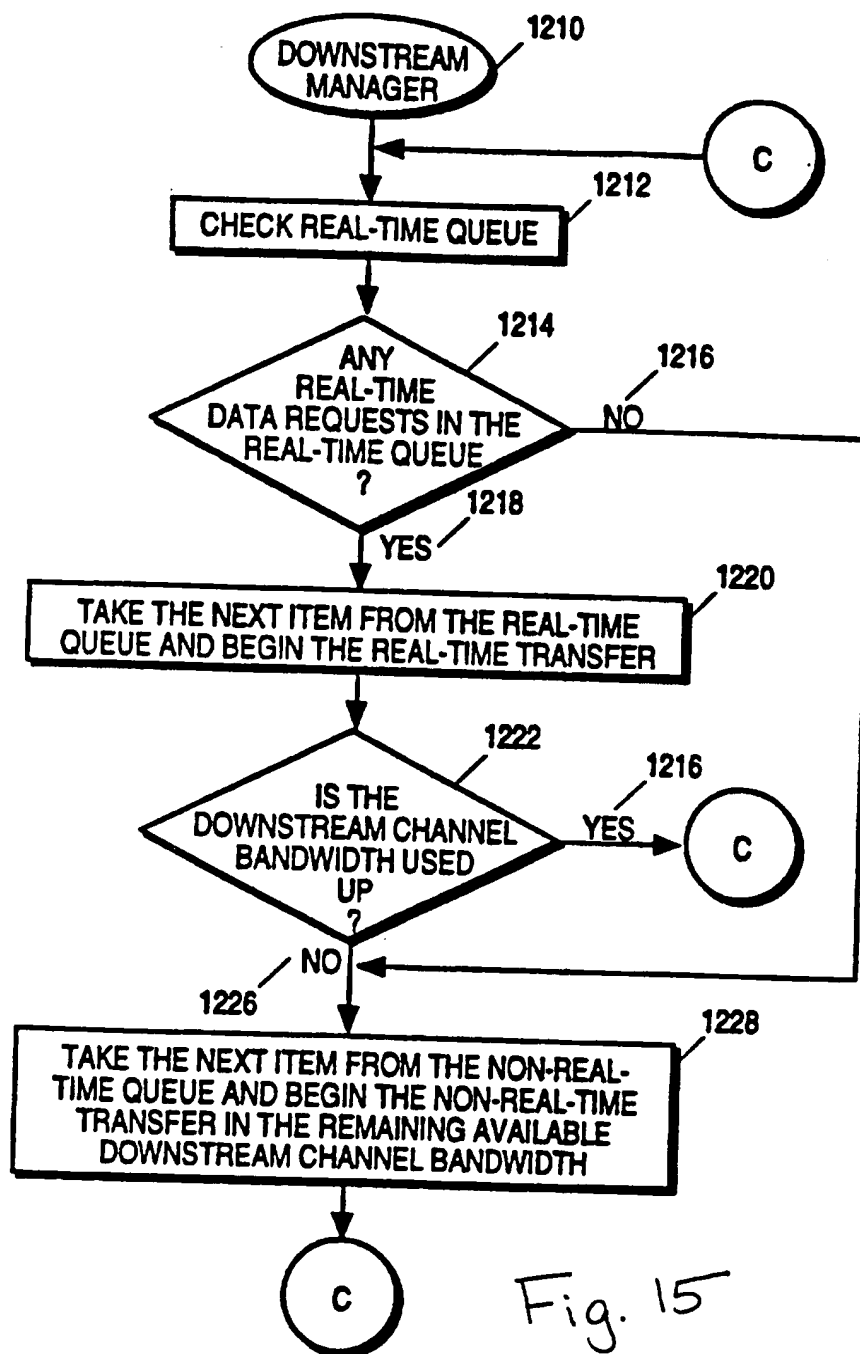 1210
DOWNSTREAM
MANAGER
C
1212
CHECK REAL-TIME QUEUE
1214
ANY
REAL-TIME
DATA REQUESTS IN THE
REAL-TIME QUEUE
?
1216
NO
1218
YES
1220
TAKE THE NEXT ITEM FROM THE REAL-TIME
QUEUE AND BEGIN THE REAL-TIME TRANSFER
1222
IS THE
DOWNSTREAM CHANNEL
BANDWIDTH USED
UP
?
1216
YES
C
NO
1226
1228
TAKE THE NEXT ITEM FROM THE NON-REAL-
TIME QUEUE AND BEGIN THE NON-REAL-TIME
TRANSFER IN THE REMAINING AVAILABLE
DOWNSTREAM CHANNEL BANDWIDTH
C
Fig. 15